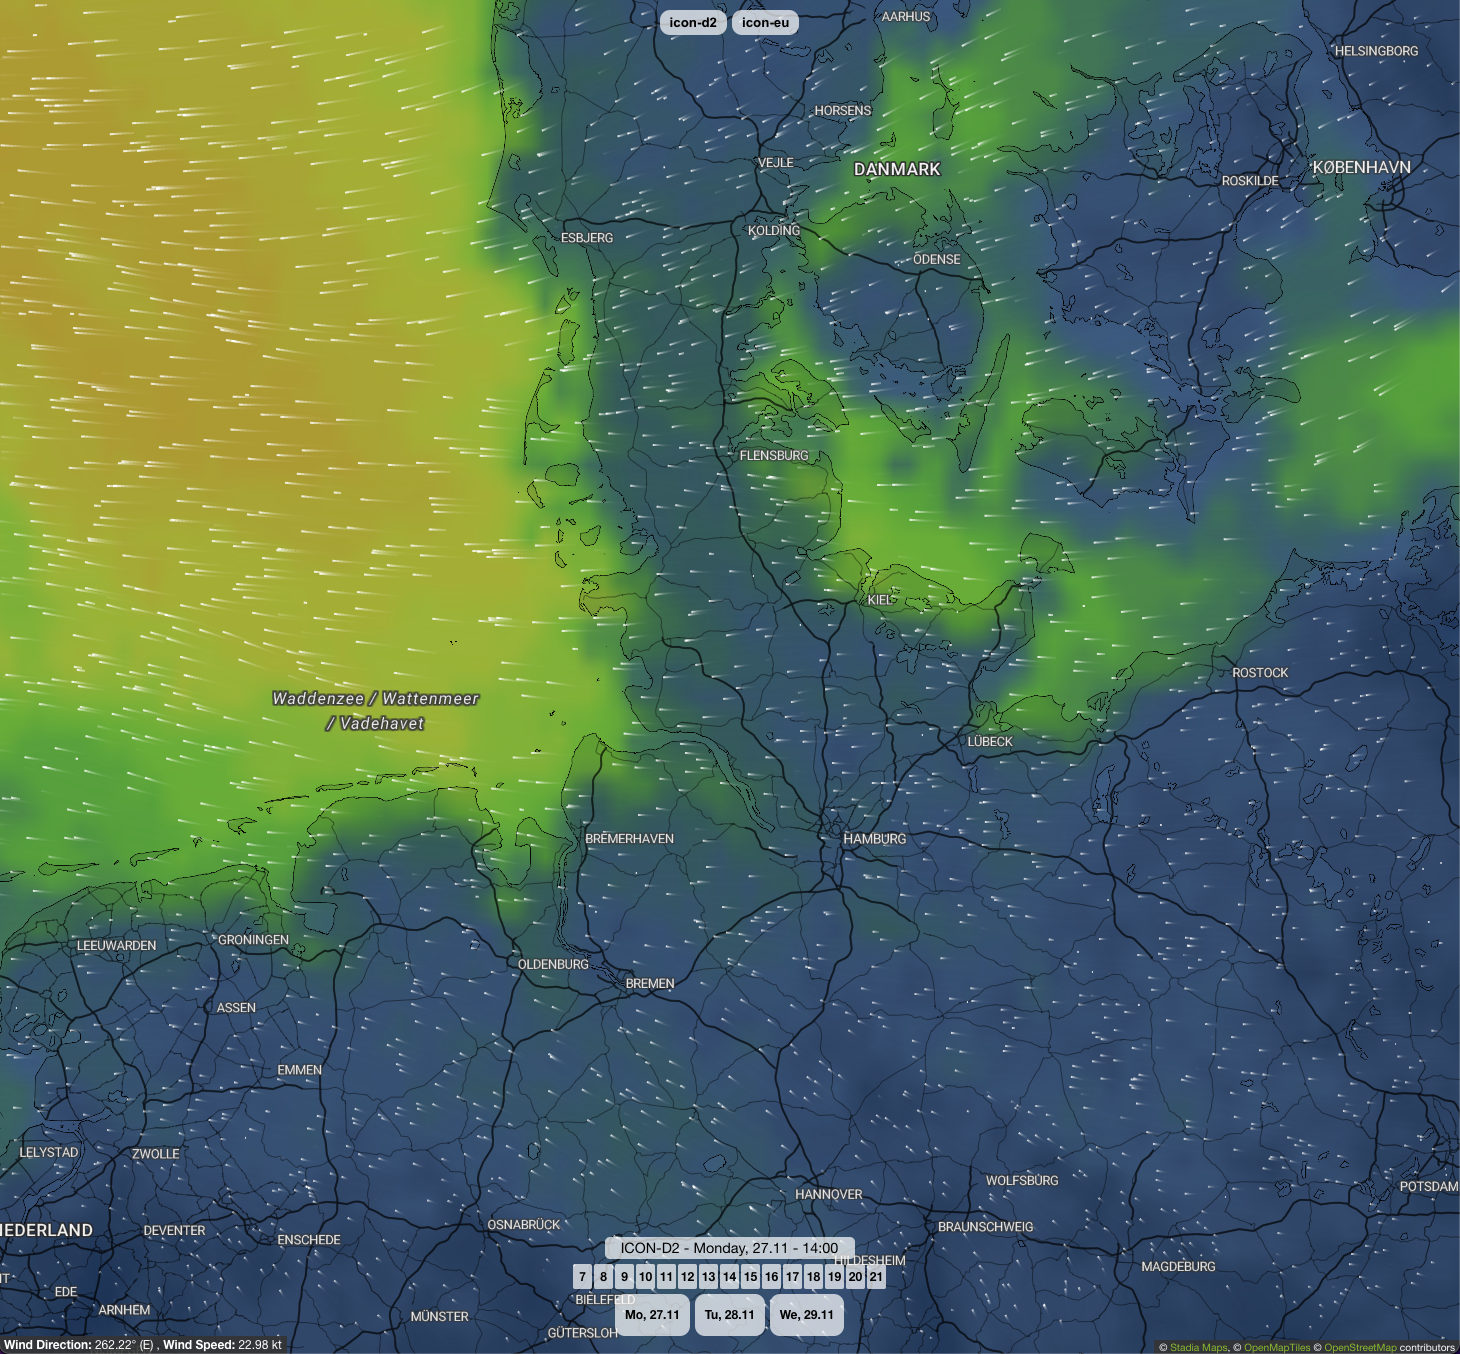 icon-d2 icon-eu
AARHUS
HELSINGBORG
HORSENS
VEJLE
DANMARK
KØBENHAVN
ROSKILDE
ESBJERG
KOLDING
ODENSE
FLENSBURG
KIEL
ROSTOCK
Waddenzee / Wattenmeer
/ Vadehavet
LÜBECK
BREMERHAVEN
HAMBURG
LEEUWARDEN
GRONINGEN
OLDENBURG
BREMEN
ASSEN
EMMEN
LELYSTAD
ZWOLLE
WOLFSBURG
POTSDAM
HANNOVER
NEDERLAND
DEVENTER
OSNABRÜCK
BRAUNSCHWEIG
ENSCHEDE
ICON-D2 - Monday, 27.11 - 14:00
HILDESHEIM
MAGDEBURG
7 8 9 10 11 12 13 14 15 16 17 18 19 20 21
EDE
BIELEFELD
ARNHEM
MÜNSTER
Mo, 27.11 Tu, 28.11 We, 29.11
GÜTERSLOH
Wind Direction: 262.22° (E) , Wind Speed: 22.98 kt
© Stadia Maps, © OpenMapTiles © OpenStreetMap contributors